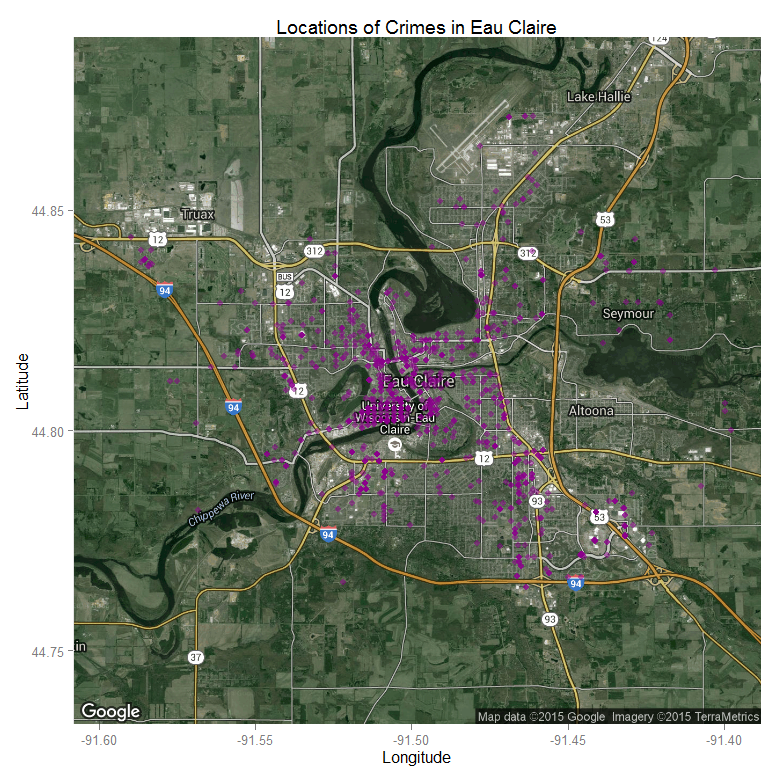 Locations of Crimes in Eau Claire
124
Lake Hallie
44.85
Truax
53
12
312
312
BUS
12
94
Seymour
Latitude
Eau Claire
12
94
University of
Wisconsin-Eau
Claire
Altoona
44.80
12
93
Chippewa River
53
94
94
93
44.75
in
37
Google
Map data ©2015 Google Imagery ©2015 TerraMetrics
-91.60
-91.55
-91.50
-91.45
-91.40
Longitude